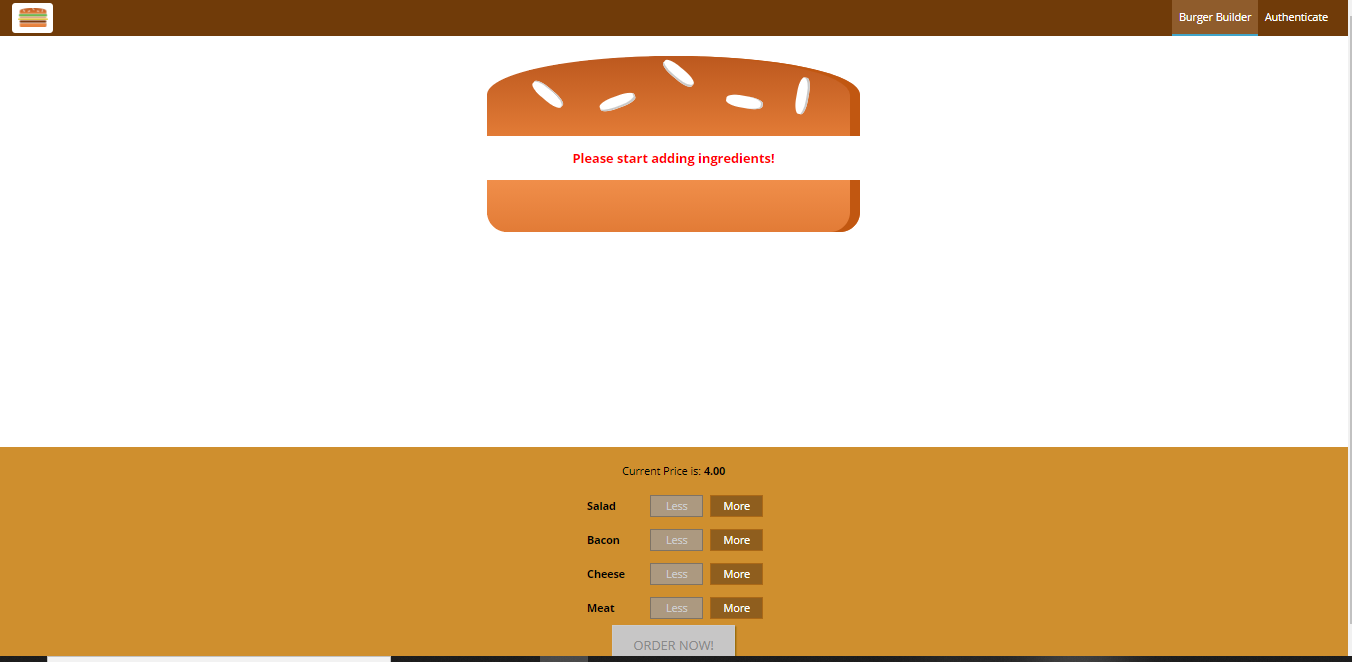 Burger Builder Authenticate
Please start adding ingredients!
Current Price is: 4.00
Salad Less More
Bacon Less More
Cheese Less More
Meat Less More
ORDER NOW!